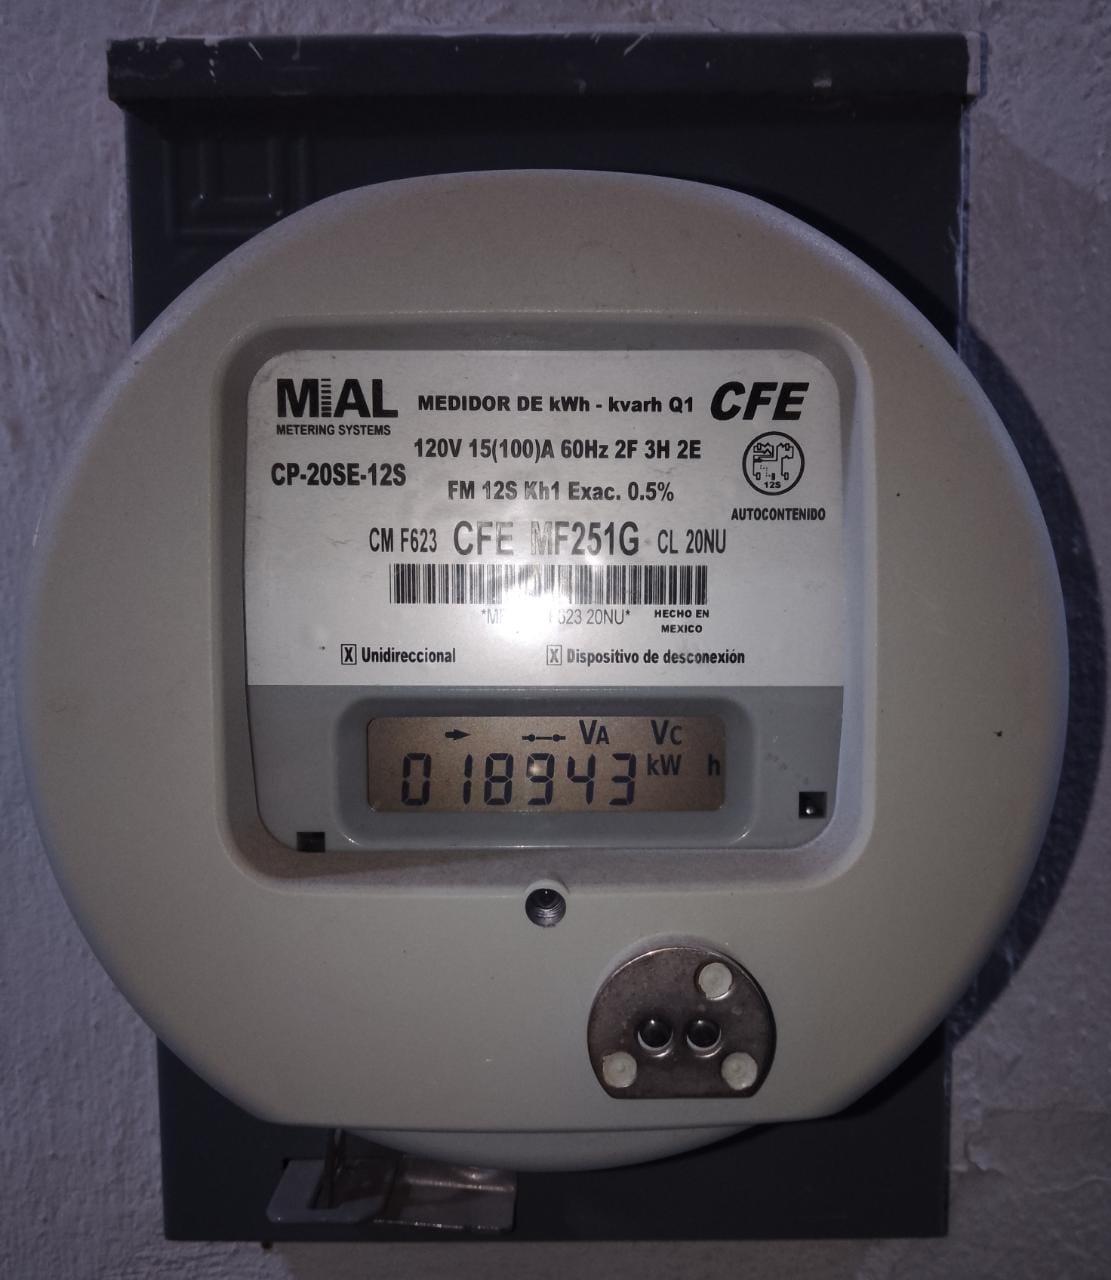 MIAL
METERING SYSTEMS
MEDIDOR DE kWh - kvarh Q1
CFE
120V 15(100)A 60Hz 2F 3H 2E
CP-20SE-12S
FM 12S Kh1 Exac. 0.5%
12S
AUTOCONTENIDO
CM F623 CFE MF251G CL 20NU
F623 20NU*
HECHO EN
MEXICO
X Unidireccional
X Dispositivo de desconexión
VA VC
018943 kW h